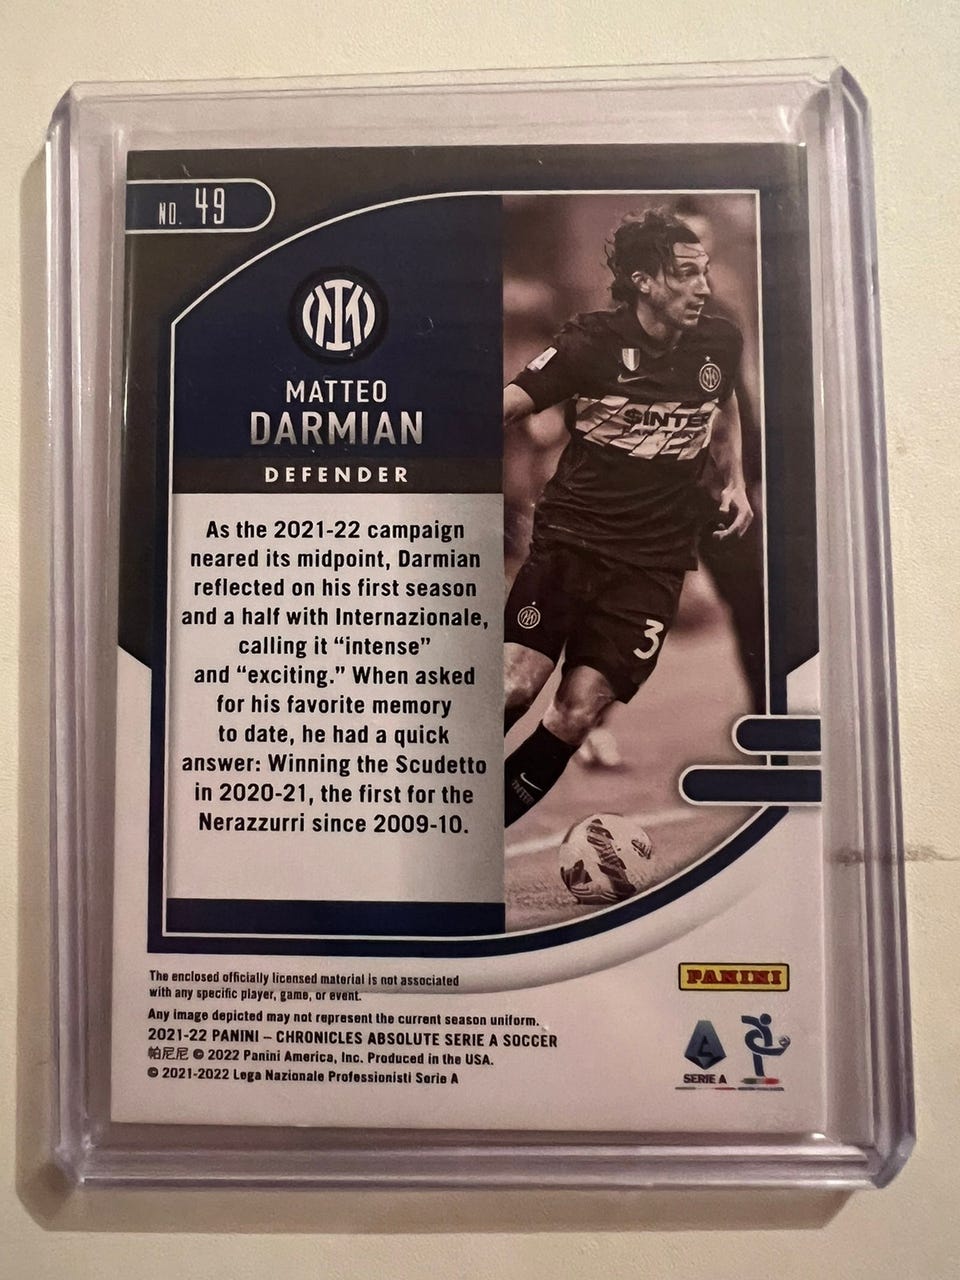 NO. 49
MATTEO
DARMIAN
DEFENDER
As the 2021-22 campaign
neared its midpoint, Darmian
reflected on his first season
and a half with Internazionale,
calling it “intense”
and “exciting.” When asked
for his favorite memory
to date, he had a quick
answer: Winning the Scudetto
in 2020-21, the first for the
Nerazzurri since 2009-10.
$INTER
3
The enclosed officially licensed material is not associated
with any specific player, game, or event.
Any image depicted may not represent the current season uniform.
2021-22 PANINI – CHRONICLES ABSOLUTE SERIE A SOCCER
帕尼尼 © 2022 Panini America, Inc. Produced in the USA.
© 2021-2022 Lega Nazionale Professionisti Serie A
PANINI
SERIE A